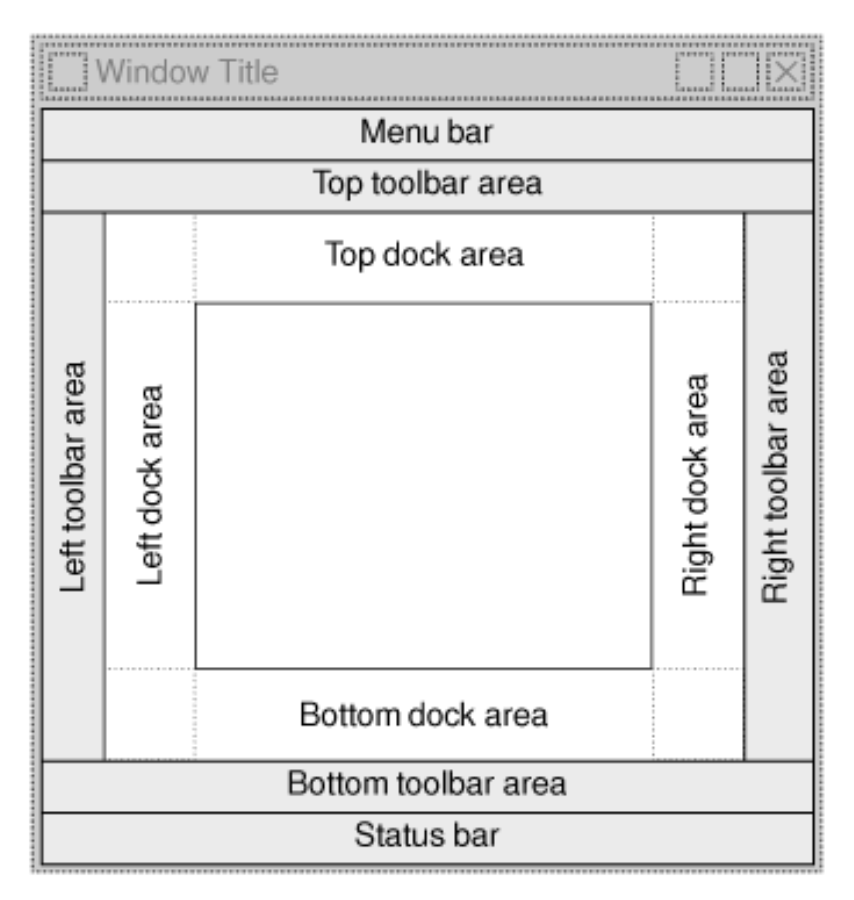 Window Title
Menu bar
Top toolbar area
Top dock area
Left toolbar area
Left dock area
Right dock area
Right toolbar area
Bottom dock area
Bottom toolbar area
Status bar